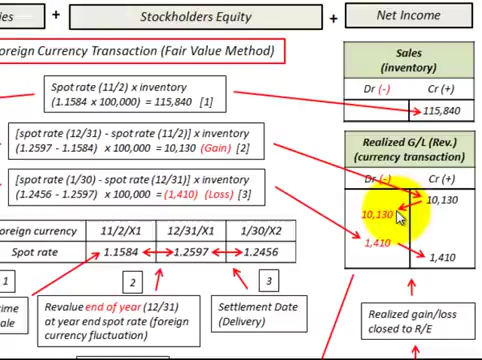 ies
+
Stockholders Equity
+
Net Income
oreign Currency Transaction (Fair Value Method)
Sales
(inventory)
Dr (-)
Cr (+)
115,840
Spot rate (11/2) x inventory
(1.1584 x 100,000) = 115,840 [1]
[spot rate (12/31) - spot rate (11/2)] x inventory
(1.2597 - 1.1584) x 100,000 = 10,130 (Gain) [2]
[spot rate (1/30) - spot rate (12/31)] x inventory
(1.2456 - 1.2597) x 100,000 = (1,410) (Loss) [3]
Realized G/L (Rev.)
(currency transaction)
Dr (-)
Cr (+)
10,130
10,130
1,410
1,410
oreign currency
11/2/X1
12/31/X1
1/30/X2
Spot rate
1.1584
1.2597
1.2456
1
2
3
ime
ale
Revalue end of year (12/31)
at year end spot rate (foreign
currency fluctuation)
Settlement Date
(Delivery)
Realized gain/loss
closed to R/E